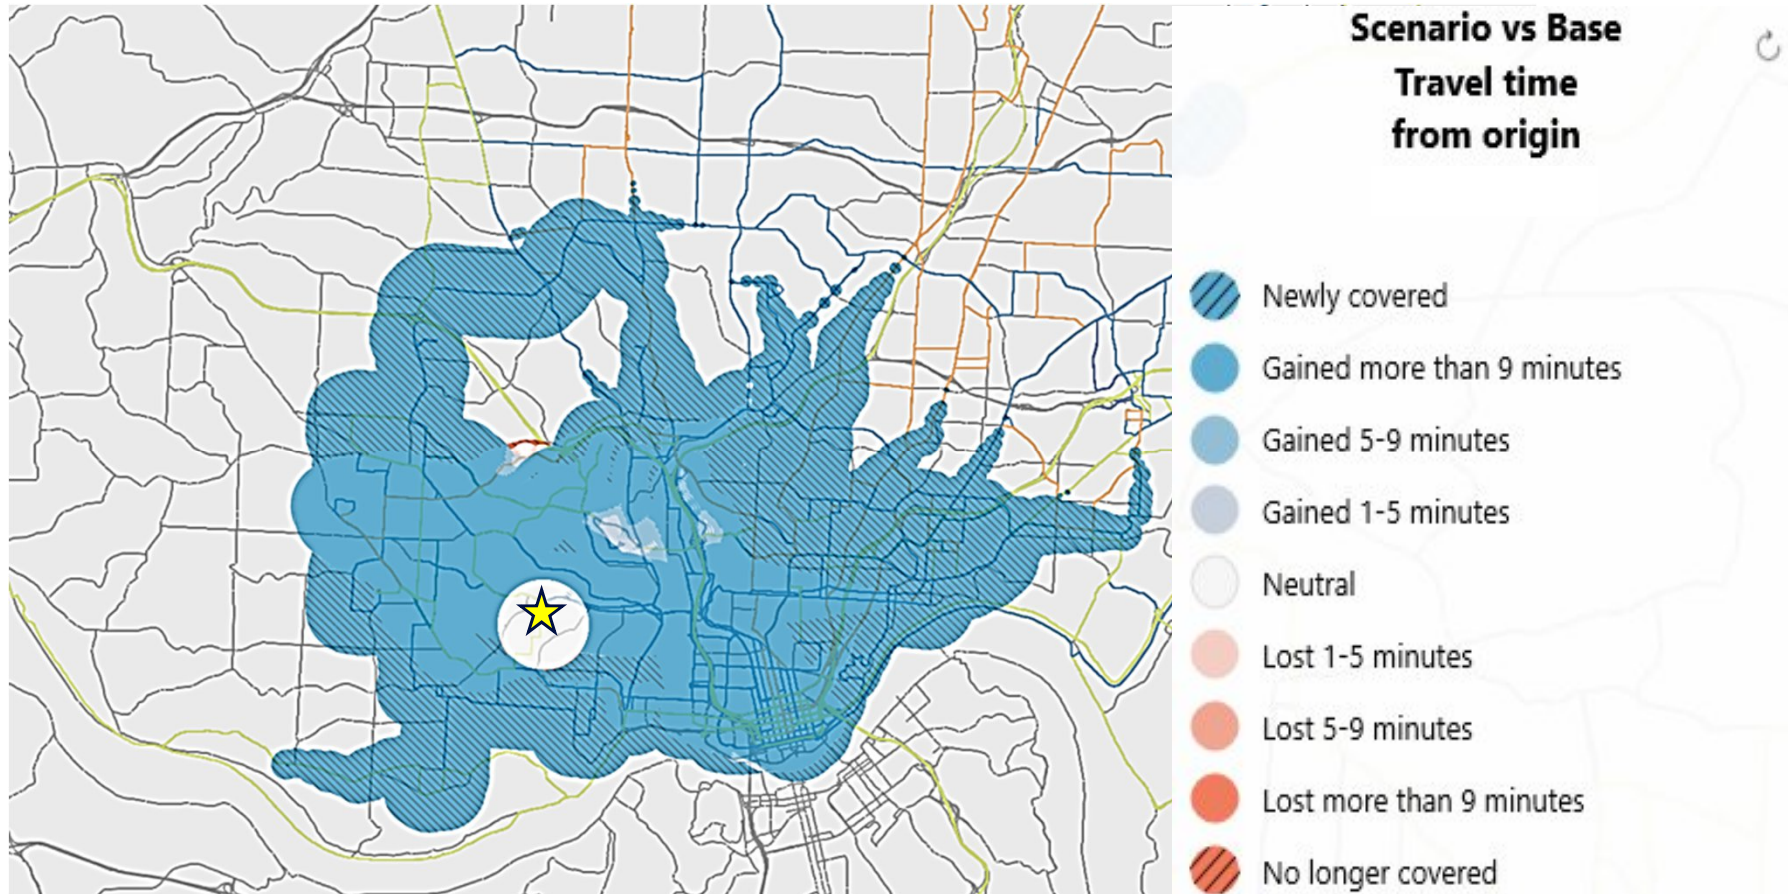 Scenario vs Base
Travel time
from origin
Newly covered
Gained more than 9 minutes
Gained 5-9 minutes
Gained 1-5 minutes
Neutral
Lost 1-5 minutes
Lost 5-9 minutes
Lost more than 9 minutes
No longer covered